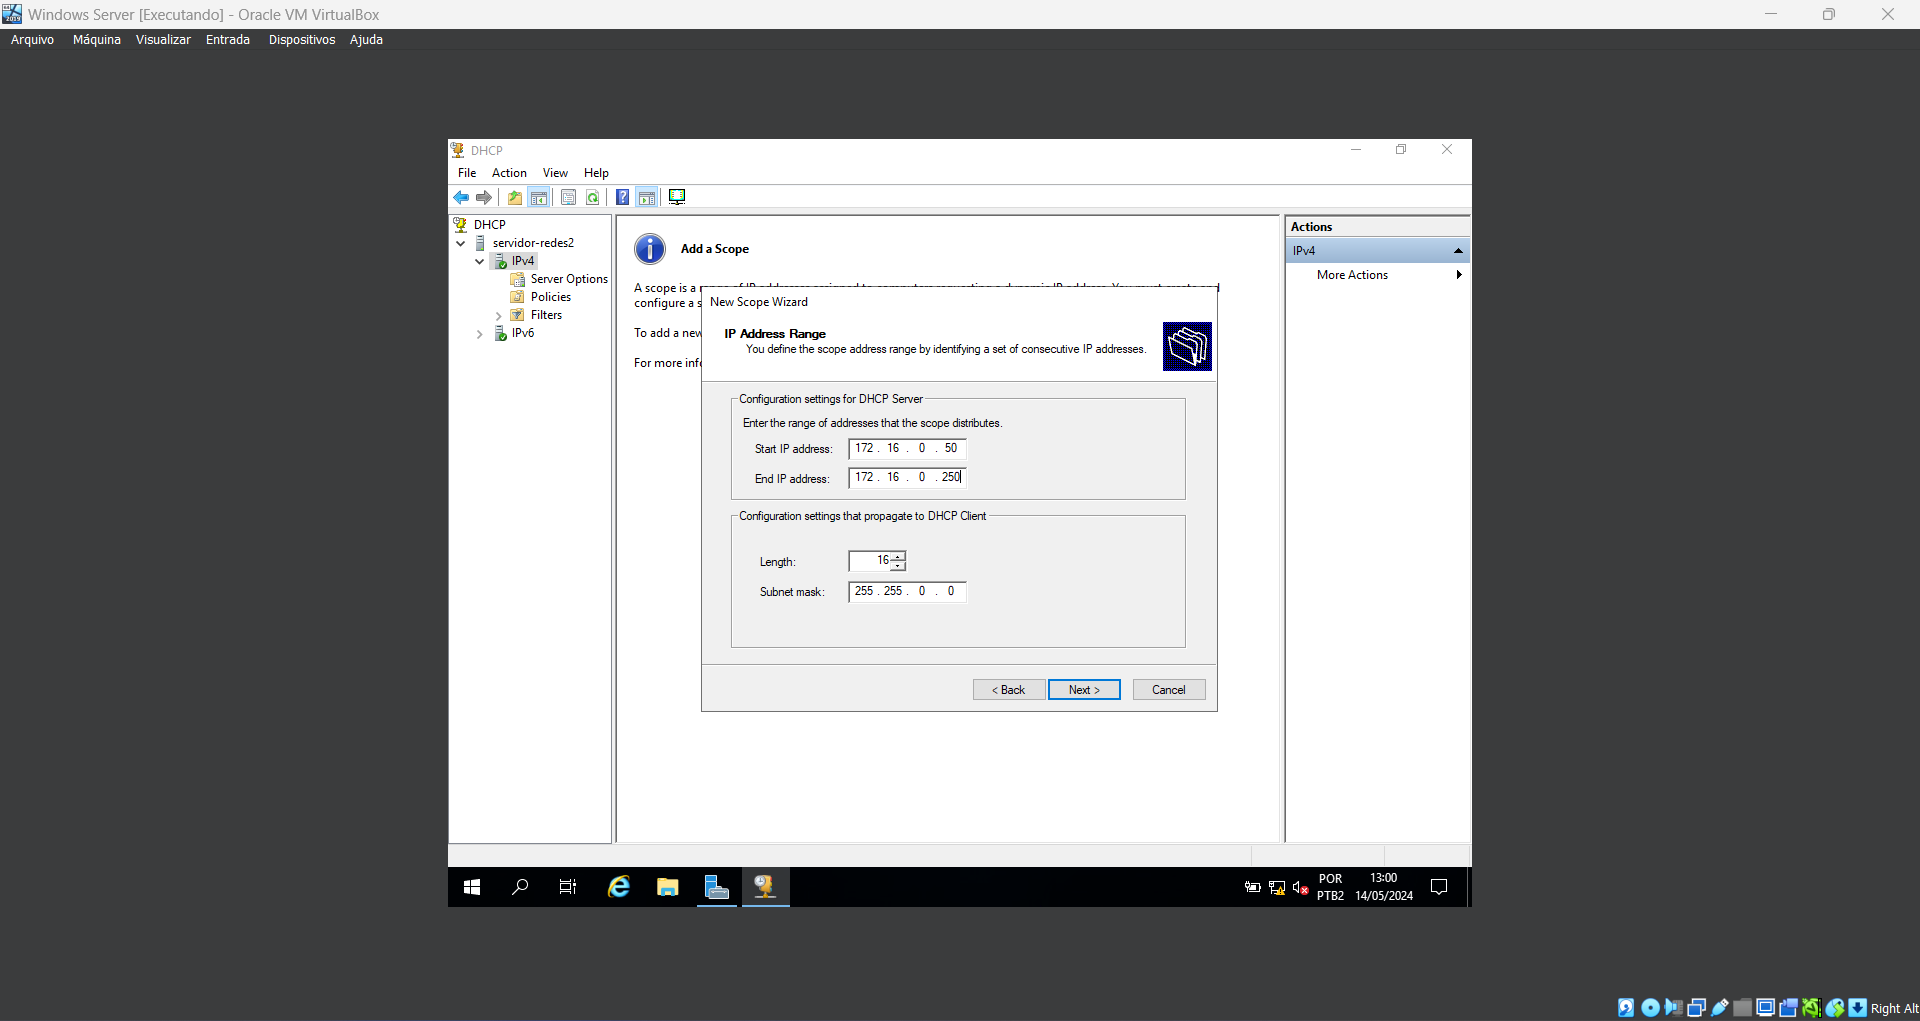 Windows Server [Executando] - Oracle VM VirtualBox
Arquivo Máquina Visualizar Entrada Dispositivos Ajuda
DHCP
File Action View Help
DHCP
servidor-redes2
IPv4
Server Options
Policies
Filters
IPv6
Add a Scope
A scope is a
configure a s
To add a new
For more info
New Scope Wizard
IP Address Range
You define the scope address range by identifying a set of consecutive IP addresses.
Configuration settings for DHCP Server
Enter the range of addresses that the scope distributes.
Start IP address: 172 . 16 . 0 . 50
End IP address: 172 . 16 . 0 . 250
Configuration settings that propagate to DHCP Client
Length: 16
Subnet mask: 255 . 255 . 0 . 0
< Back Next > Cancel
Actions
IPv4
More Actions
POR
PTB2
13:00
14/05/2024
Right Alt